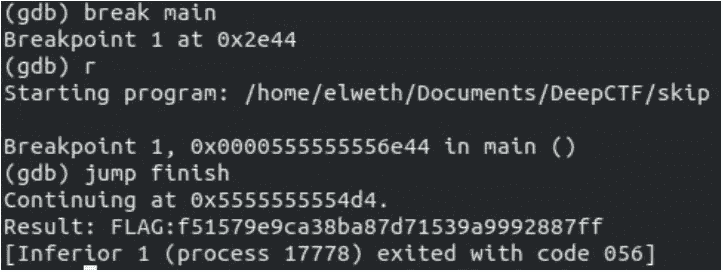 (gdb) break main
Breakpoint 1 at 0x2e44
(gdb) r
Starting program: /home/elweth/Documents/DeepCTF/skip
Breakpoint 1, 0x0000555555556e44 in main ()
(gdb) jump finish
Continuing at 0x5555555554d4.
Result: FLAG:f51579e9ca38ba87d71539a9992887ff
[Inferior 1 (process 17778) exited with code 056]